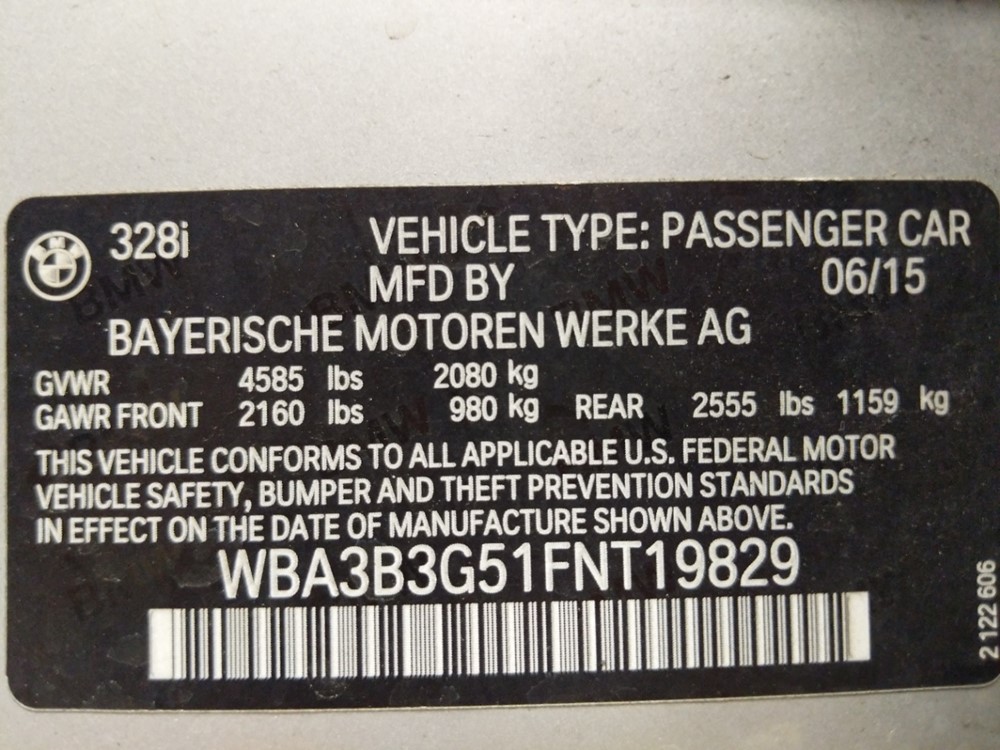 328i VEHICLE TYPE: PASSENGER CAR
MFD BY 06/15
BAYERISCHE MOTOREN WERKE AG
GVWR 4585 lbs 2080 kg
GAWR FRONT 2160 lbs 980 kg REAR 2555 lbs 1159 kg
THIS VEHICLE CONFORMS TO ALL APPLICABLE U.S. FEDERAL MOTOR
VEHICLE SAFETY, BUMPER AND THEFT PREVENTION STANDARDS
IN EFFECT ON THE DATE OF MANUFACTURE SHOWN ABOVE.
WBA3B3G51FNT19829
2 122 606